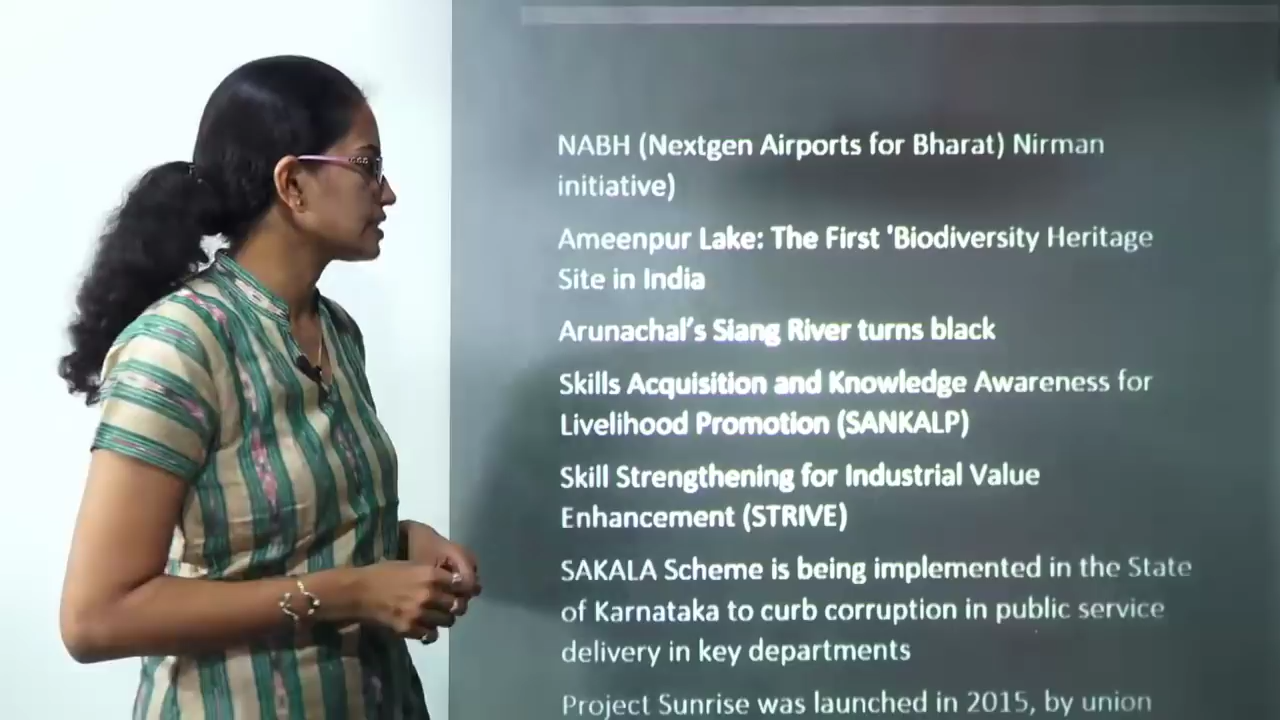 NABH (Nextgen Airports for Bharat) Nirman
initiative)
Ameenpur Lake: The First 'Biodiversity Heritage
Site in India
Arunachal's Siang River turns black
Skills Acquisition and Knowledge Awareness for
Livelihood Promotion (SANKALP)
Skill Strengthening for Industrial Value
Enhancement (STRIVE)
SAKALA Scheme is being implemented in the State
of Karnataka to curb corruption in public service
delivery in key departments
Project Sunrise was launched in 2015, by union